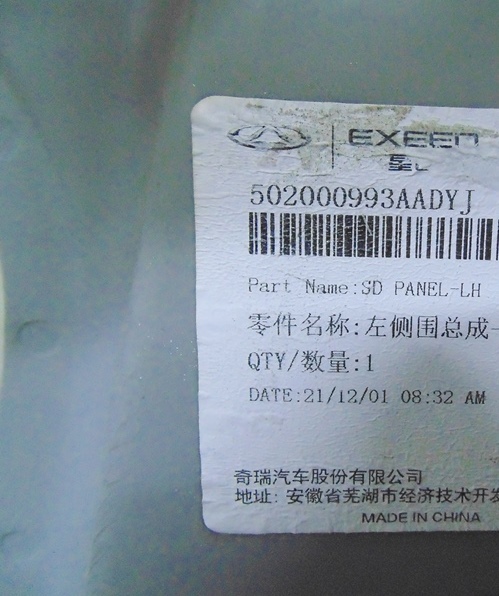 EXEED
502000993AADYJ
Part Name:SD PANEL-LH
零件名称:左侧围总成-
QTY/数量:1
DATE:21/12/01 08:32 AM
奇瑞汽车股份有限公司
地址: 安徽省芜湖市经济技术开发
MADE IN CHINA